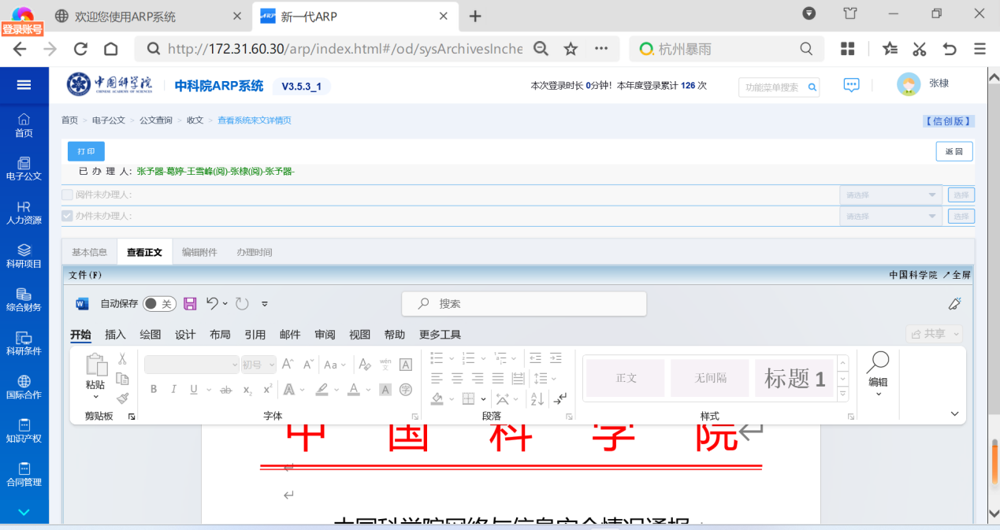 登录账号
欢迎您使用ARP系统
ARP 新一代ARP
http://172.31.60.30/arp/index.html#/od/sysArchivesInche
杭州暴雨
中国科学院
CHINESE ACADEMY OF SCIENCES
中科院ARP系统 V3.5.3_1
本次登录时长 0分钟！本年度登录累计 126 次
功能菜单搜索
张棣
首页 > 电子公文 > 公文查询 > 收文 > 查看系统来文详情页
【信创版】
打印
返回
已 办 理 人: 张予器-葛婷-王雪峰(阅)-张棣(阅)-张予器-
阅件未办理人:
请选择
选择
办件未办理人:
请选择
选择
首页
电子公文
HR
人力资源
科研项目
综合财务
科研条件
国际合作
知识产权
合同管理
基本信息 查看正文 编辑附件 办理时间
文件(F)
中国科学院 ↗全屏
自动保存 关
搜索
开始 插入 绘图 设计 布局 引用 邮件 审阅 视图 帮助 更多工具
共享
粘贴
剪贴板
初号
A A Aa A wén 文 A
B I U ab x₂ x² A A A 字
字体
段落
正文 无间隔 标题 1
样式
编辑
中 国 科 学 院
中国科学院网络与信息安全情况通报